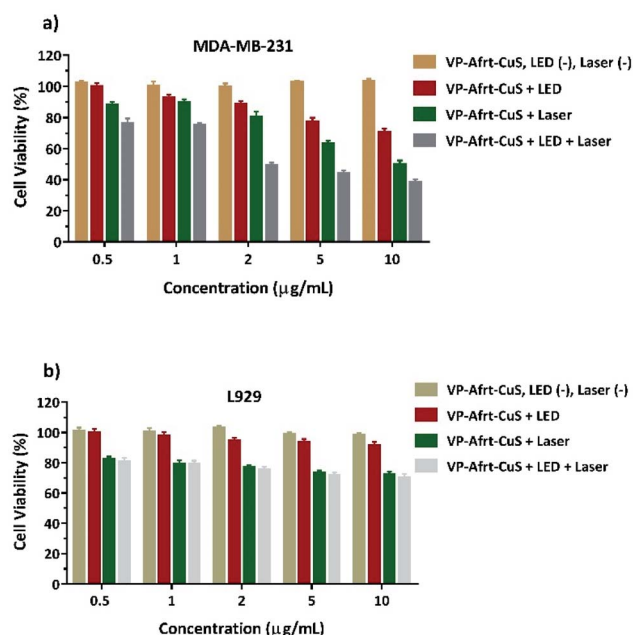 a)
MDA-MB-231
VP-Afrt-CuS, LED (-), Laser (-)
VP-Afrt-CuS + LED
VP-Afrt-CuS + Laser
VP-Afrt-CuS + LED + Laser
Cell Viability (%)
120
100
80
60
40
20
0
0.5 1 2 5 10
Concentration (μg/mL)
b)
L929
VP-Afrt-CuS, LED (-), Laser (-)
VP-Afrt-CuS + LED
VP-Afrt-CuS + Laser
VP-Afrt-CuS + LED + Laser
Cell Viability (%)
120
100
80
60
40
20
0
0.5 1 2 5 10
Concentration (μg/mL)